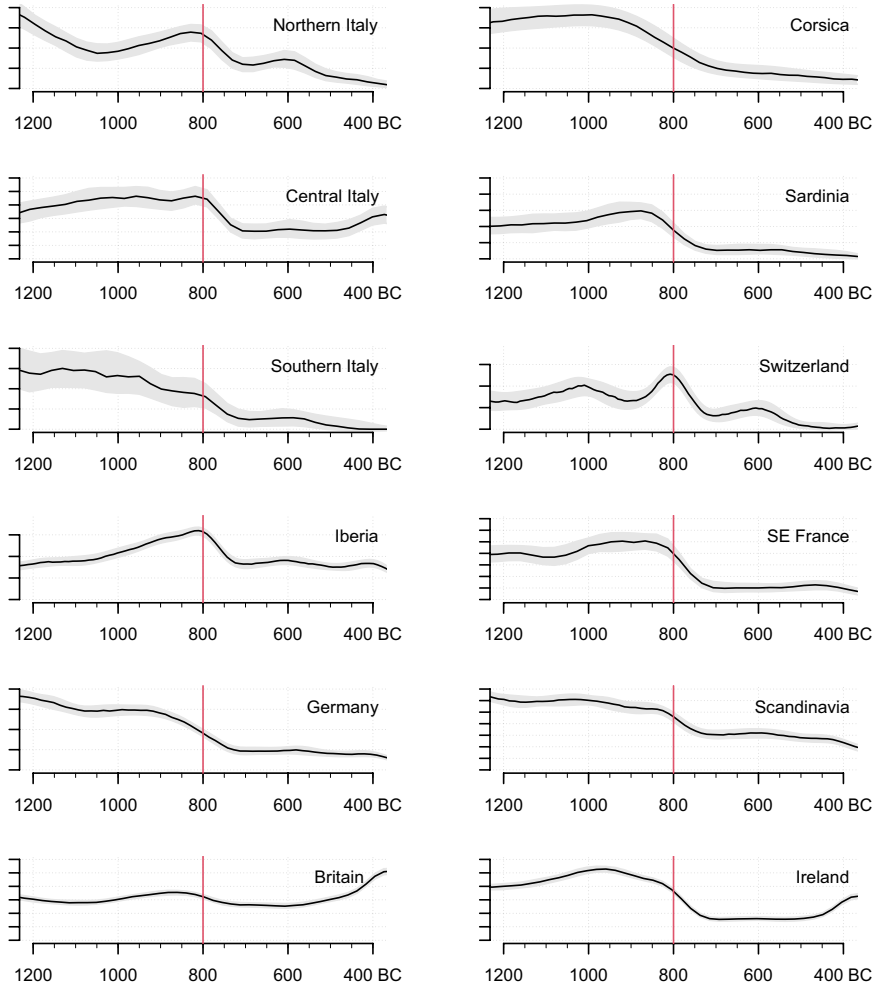 Northern Italy
1200 1000 800 600 400 BC
Corsica
1200 1000 800 600 400 BC
Central Italy
1200 1000 800 600 400 BC
Sardinia
1200 1000 800 600 400 BC
Southern Italy
1200 1000 800 600 400 BC
Switzerland
1200 1000 800 600 400 BC
Iberia
1200 1000 800 600 400 BC
SE France
1200 1000 800 600 400 BC
Germany
1200 1000 800 600 400 BC
Scandinavia
1200 1000 800 600 400 BC
Britain
1200 1000 800 600 400 BC
Ireland
1200 1000 800 600 400 BC